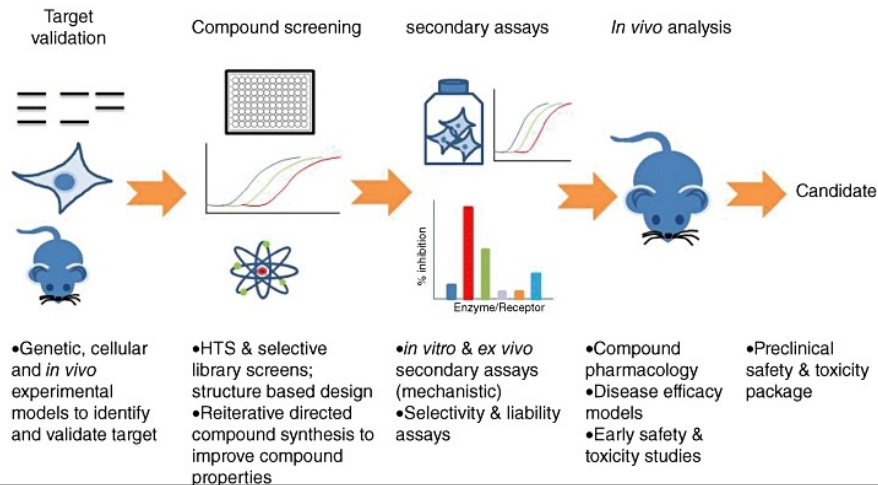 Target
validation
Compound screening
secondary assays
In vivo analysis
% inhibition
Enzyme/Receptor
Candidate
•Genetic, cellular
and in vivo
experimental
models to identify
and validate target
•HTS & selective
library screens;
structure based design
•Reiterative directed
compound synthesis to
improve compound
properties
•in vitro & ex vivo
secondary assays
(mechanistic)
•Selectivity & liability
assays
•Compound
pharmacology
•Disease efficacy
models
•Early safety &
toxicity studies
•Preclinical
safety & toxicity
package